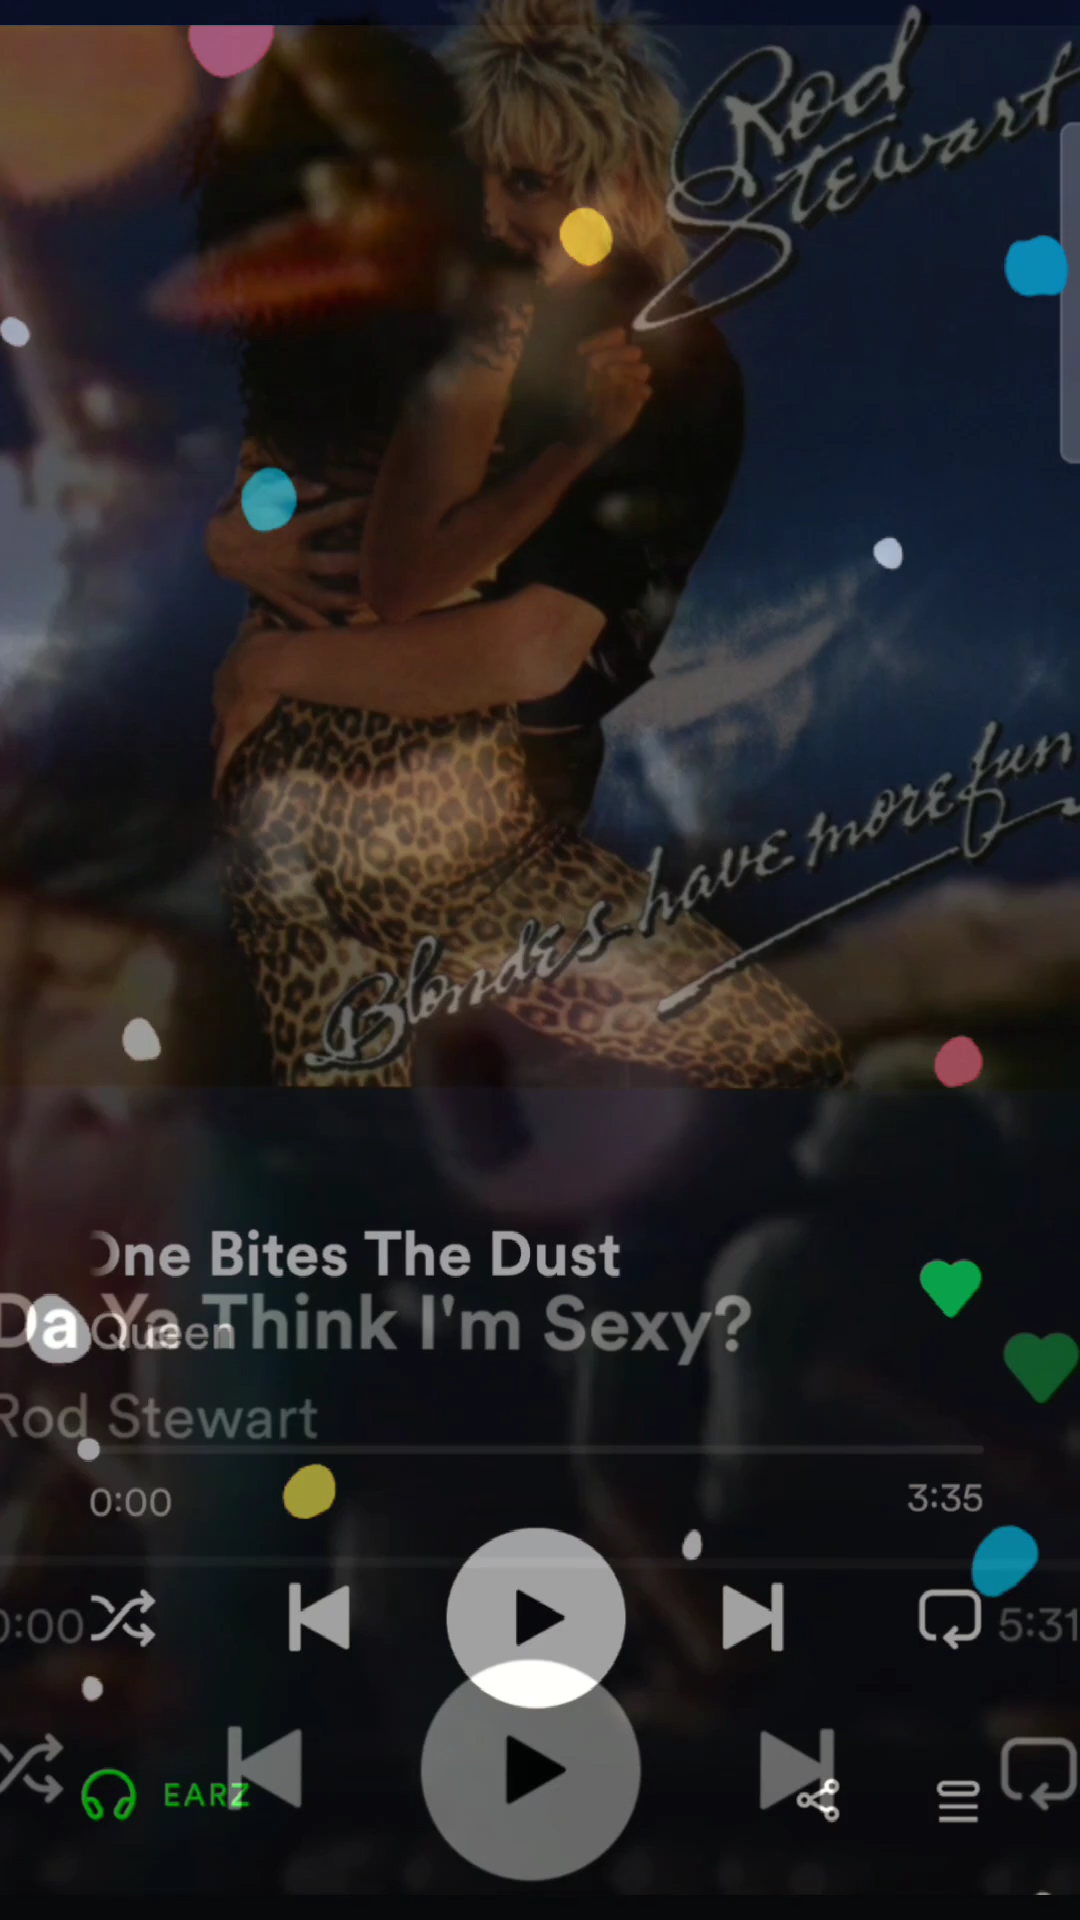 Rod
Stewart
Blondes have more fun
One Bites The Dust
Da Ya Think I'm Sexy?
Queen
Rod Stewart
0:00
3:35
0:00
5:31
EARZ